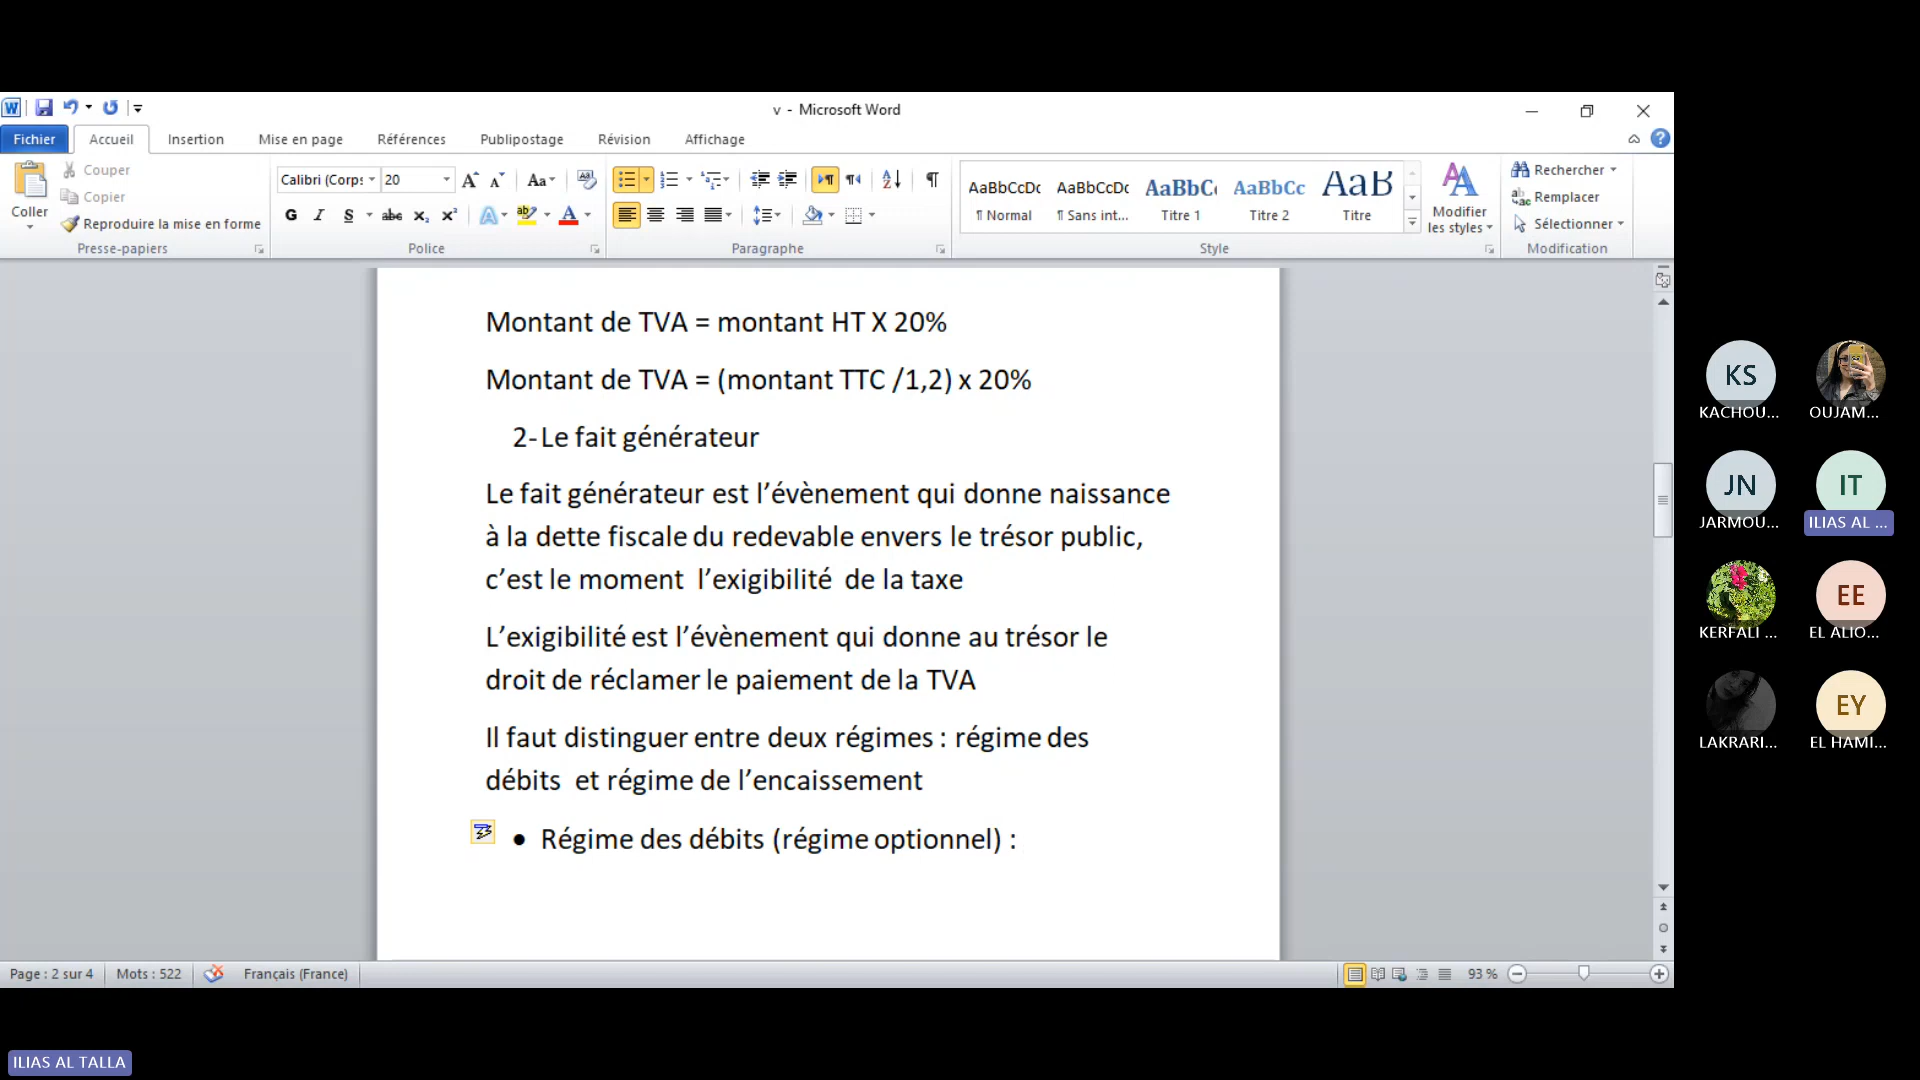 v - Microsoft Word
Fichier Accueil Insertion Mise en page Références Publipostage Révision Affichage
Coller
Couper
Copier
Reproduire la mise en forme
Presse-papiers
Calibri (Corps 20
Police
Paragraphe
AaBbCcDc AaBbCcDc AaBbC AaBbCc AaB
¶ Normal ¶ Sans int... Titre 1 Titre 2 Titre
Modifier
les styles
Style
Rechercher
Remplacer
Sélectionner
Modification
Montant de TVA = montant HT X 20%
Montant de TVA = (montant TTC /1,2) x 20%
2- Le fait générateur
Le fait générateur est l’évènement qui donne naissance
à la dette fiscale du redevable envers le trésor public,
c’est le moment l’exigibilité de la taxe
L’exigibilité est l’évènement qui donne au trésor le
droit de réclamer le paiement de la TVA
Il faut distinguer entre deux régimes : régime des
débits et régime de l’encaissement
• Régime des débits (régime optionnel) :
Page : 2 sur 4 Mots : 522 Français (France) 93 %
KS
KACHOU...
OUJAM...
JN
JARMOU...
IT
ILIAS AL ...
KERFALI ...
EE
EL ALIO...
LAKRARI...
EY
EL HAMI...
ILIAS AL TALLA